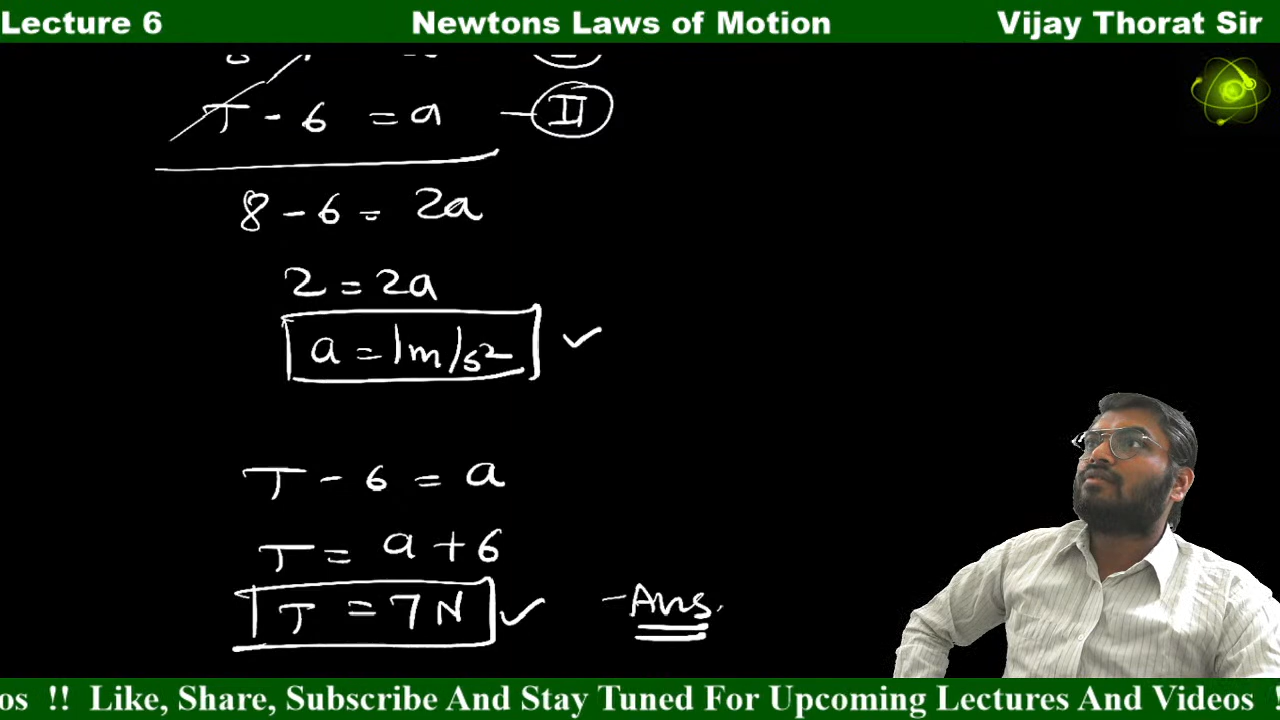 Lecture 6 Newtons Laws of Motion Vijay Thorat Sir
T - 6 = a - II
8 - 6 = 2a
2 = 2a
a = 1m/s²
T - 6 = a
T = a + 6
T = 7N - Ans.
os !! Like, Share, Subscribe And Stay Tuned For Upcoming Lectures And Videos !